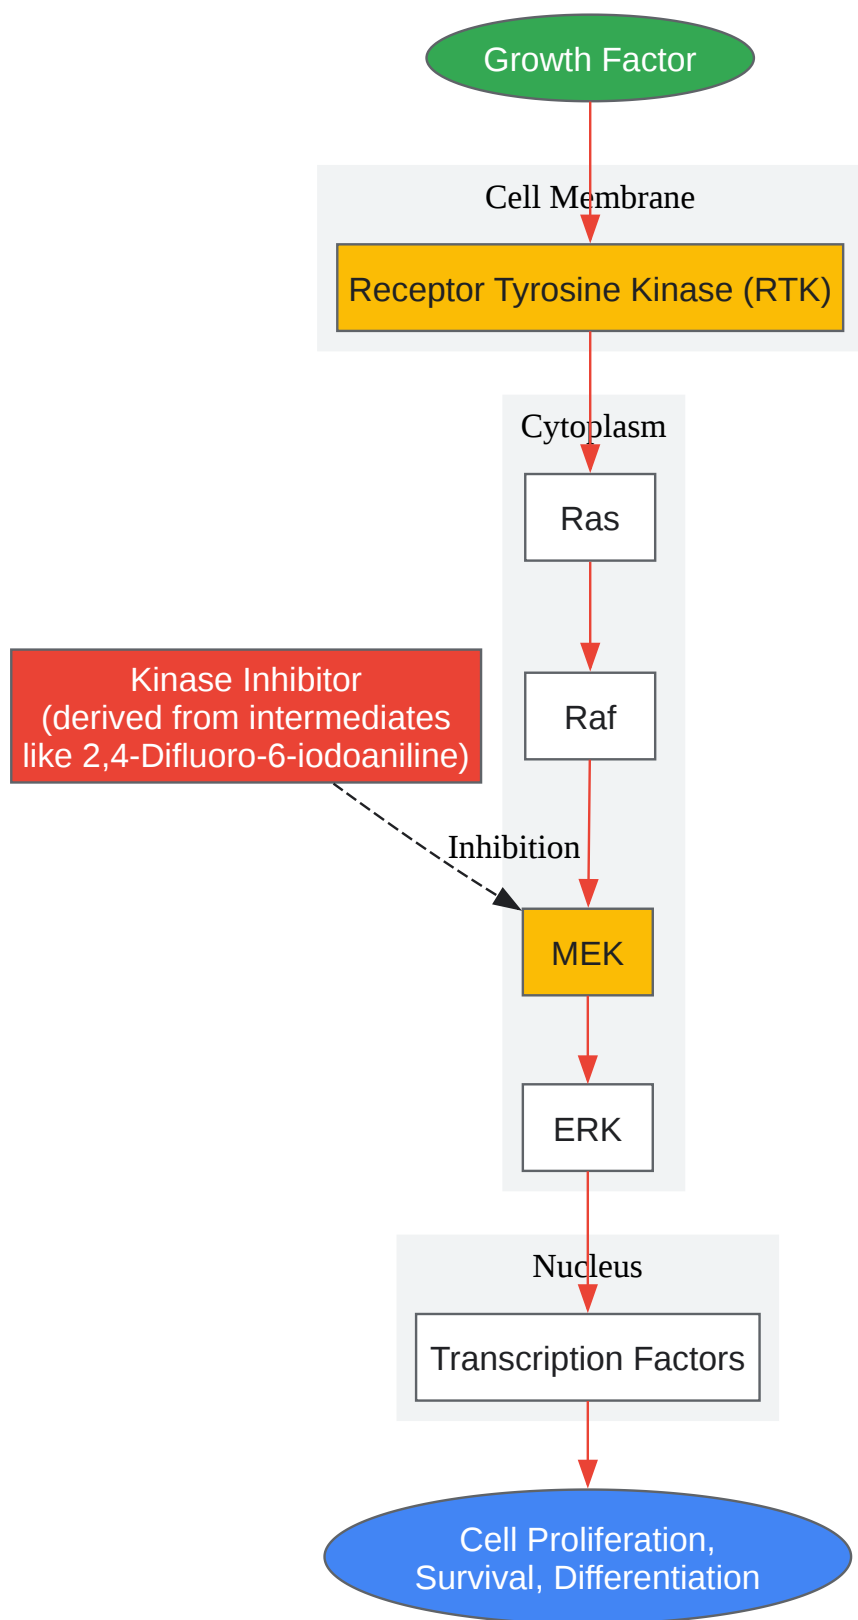 Growth Factor
Cell Membrane
Receptor Tyrosine Kinase (RTK)
Cytoplasm
Ras
Kinase Inhibitor
(derived from intermediates
like 2,4-Difluoro-6-iodoaniline)
Raf
Inhibition
MEK
ERK
Nucleus
Transcription Factors
Cell Proliferation,
Survival, Differentiation